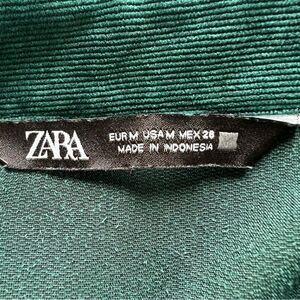 ZARA
EUR M USA M MEX 28
MADE IN INDONESIA